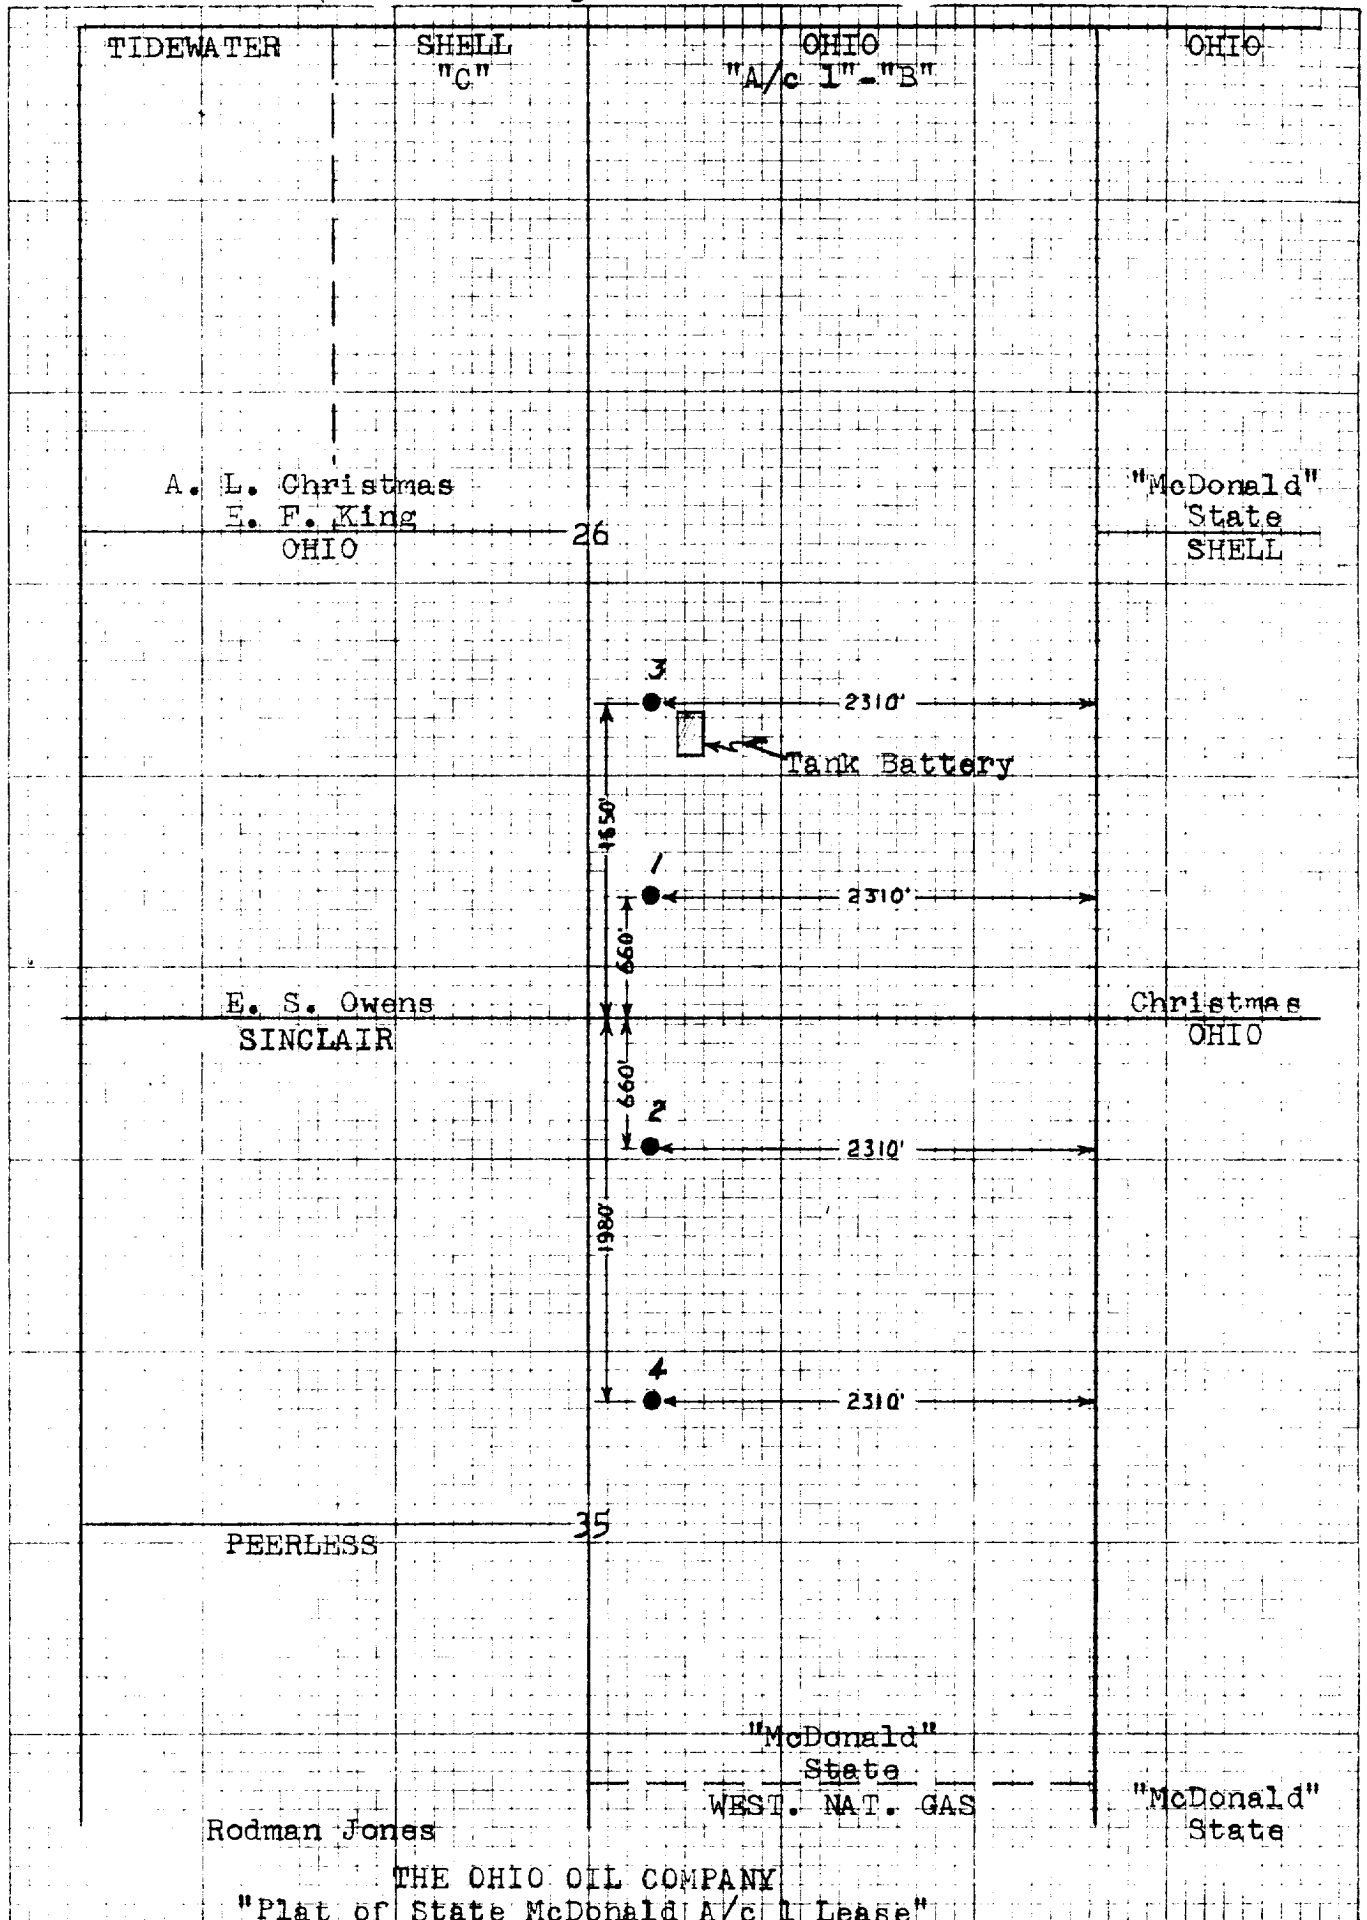 TIDEWATER
SHELL
"C"
OHIO
"A/c 1"-"B"
OHIO
A. L. Christmas
E. F. King
OHIO
26
"McDonald"
State
SHELL
3
2310'
Tank Battery
1650'
1
2310'
660'
E. S. Owens
SINCLAIR
Christmas
OHIO
660'
2
2310'
1980'
4
2310'
35
PEERLESS
"McDonald"
State
WEST. NAT. GAS
"McDonald"
State
Rodman Jones
THE OHIO OIL COMPANY
"Plat of State McDonald A/c 1 Lease"